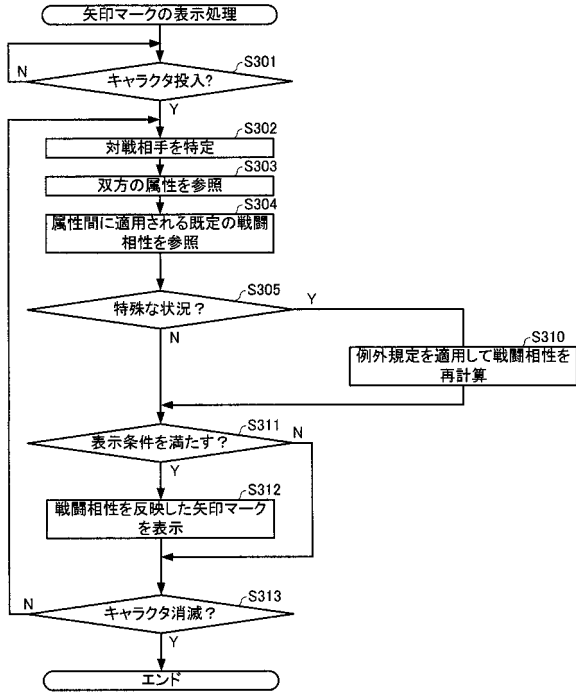 矢印マークの表示処理
S301
N
キャラクタ投入?
Y
S302
対戦相手を特定
S303
双方の属性を参照
S304
属性間に適用される既定の戦闘
相性を参照
S305
特殊な状況？
Y
N
S310
例外規定を適用して戦闘相性を
再計算
S311
表示条件を満たす？
N
Y
S312
戦闘相性を反映した矢印マーク
を表示
S313
N
キャラクタ消滅？
Y
エンド